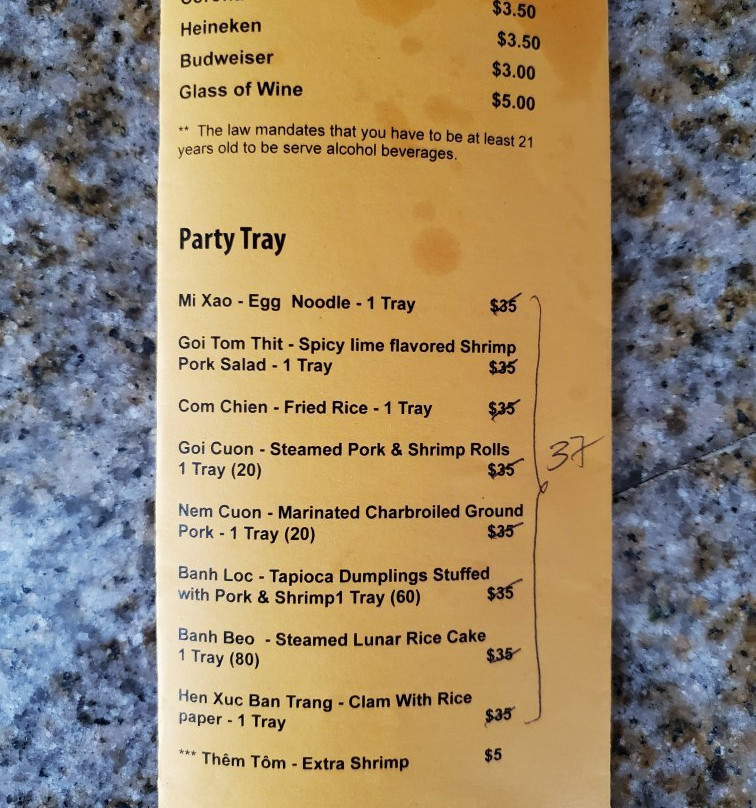 $3.50
Heineken $3.50
Budweiser $3.00
Glass of Wine $5.00
** The law mandates that you have to be at least 21
years old to be serve alcohol beverages.
Party Tray
Mi Xao - Egg Noodle - 1 Tray $35
Goi Tom Thit - Spicy lime flavored Shrimp
Pork Salad - 1 Tray $35
Com Chien - Fried Rice - 1 Tray $35
Goi Cuon - Steamed Pork & Shrimp Rolls
1 Tray (20) $35
37
Nem Cuon - Marinated Charbroiled Ground
Pork - 1 Tray (20) $35
Banh Loc - Tapioca Dumplings Stuffed
with Pork & Shrimp1 Tray (60) $35
Banh Beo - Steamed Lunar Rice Cake
1 Tray (80) $35
Hen Xuc Ban Trang - Clam With Rice
paper - 1 Tray $35
*** Thêm Tôm - Extra Shrimp $5